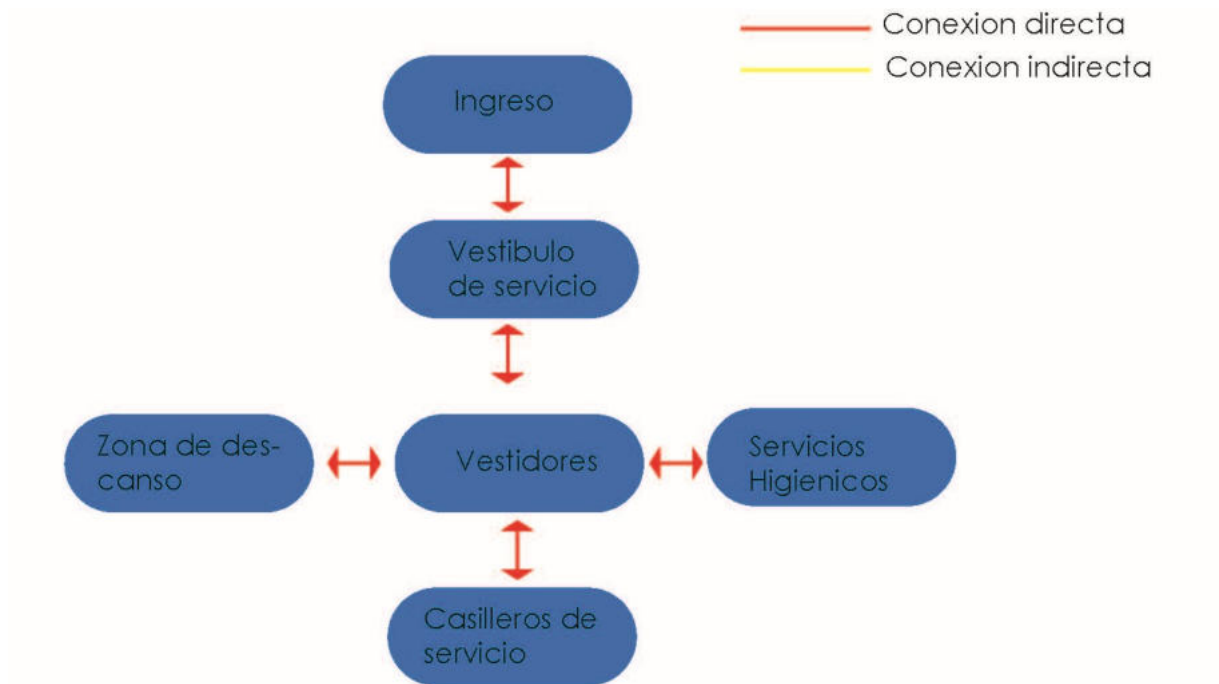 Conexion directa
Conexion indirecta
Ingreso
Vestibulo
de servicio
Zona de des-
canso
Vestidores
Servicios
Higienicos
Casilleros de
servicio